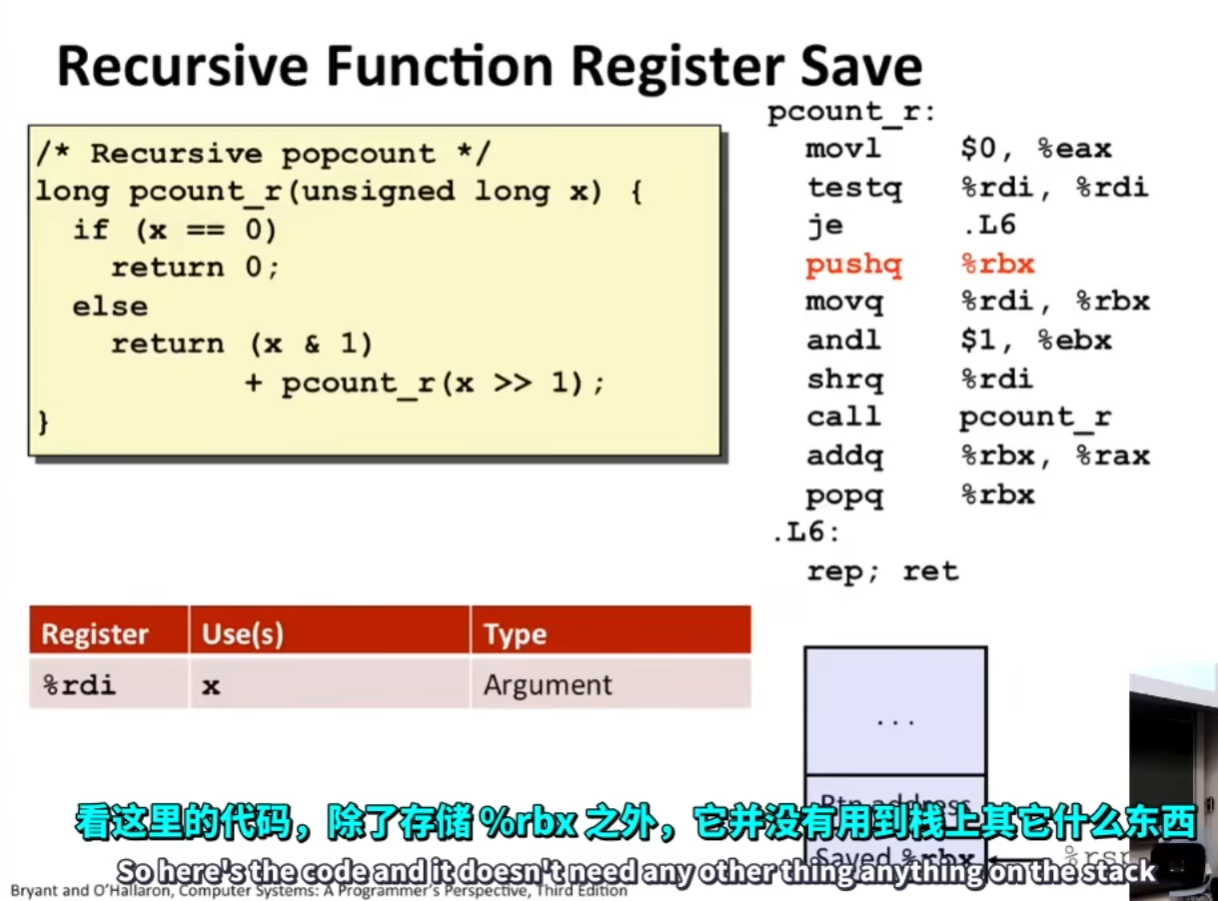 Recursive Function Register Save
/* Recursive popcount */
long pcount_r(unsigned long x) {
  if (x == 0)
    return 0;
  else
    return (x & 1)
           + pcount_r(x >> 1);
}
pcount_r:
  movl    $0, %eax
  testq   %rdi, %rdi
  je      .L6
  pushq   %rbx
  movq    %rdi, %rbx
  andl    $1, %ebx
  shrq    %rdi
  call    pcount_r
  addq    %rbx, %rax
  popq    %rbx
.L6:
  rep; ret
Register Use(s) Type
%rdi x Argument
...
Rtn address
Saved %rbx
%rsp
看这里的代码，除了存储 %rbx 之外，它并没有用到栈上其它什么东西
So here's the code and it doesn't need any other thing anything on the stack
Bryant and O'Hallaron, Computer Systems: A Programmer's Perspective, Third Edition